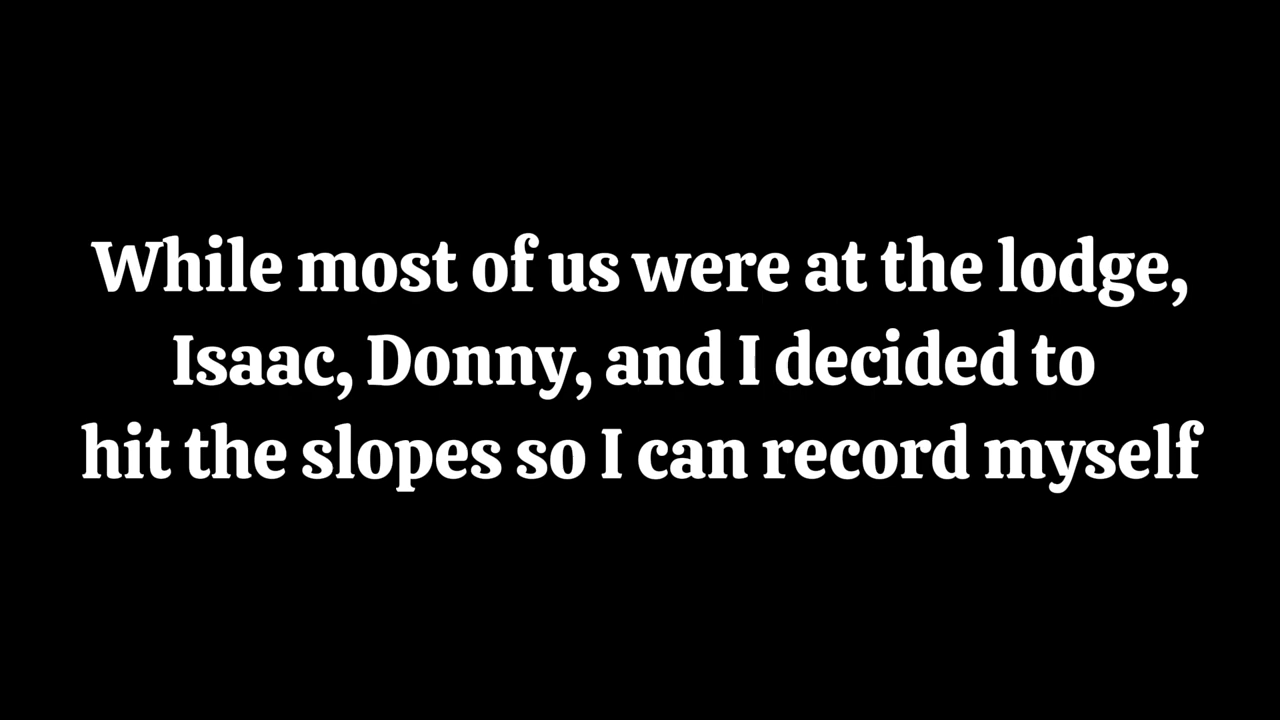 While most of us were at the lodge,
Isaac, Donny, and I decided to
hit the slopes so I can record myself